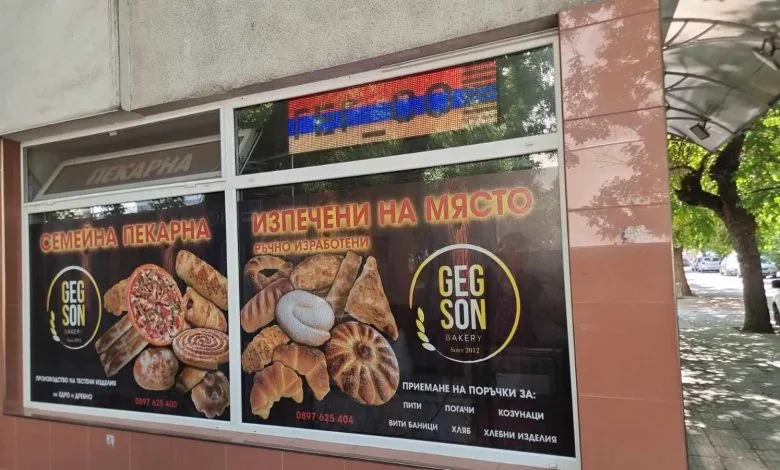 ПЕКАРНА
СЕМЕЙНА ПЕКАРНА
GEG
SON
BAKERY
Since 2012
ПРОИЗВОДСТВО НА ТЕСТЕНИ ИЗДЕЛИЯ
НА ЕДРО И ДРЕБНО
0897 625 400
ИЗПЕЧЕНИ НА МЯСТО
РЪЧНО ИЗРАБОТЕНИ
GEG
SON
BAKERY
Since 2012
ПРИЕМАНЕ НА ПОРЪЧКИ ЗА:
ПИТИ ПОГАЧИ КОЗУНАЦИ
ВИТИ БАНИЦИ ХЛЯБ ХЛЕБНИ ИЗДЕЛИЯ
0897 625 404